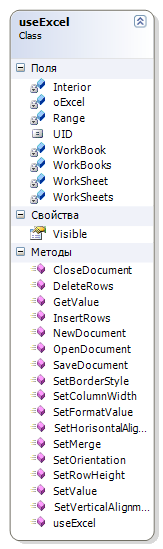 useExcel
Class
Поля
Interior
oExcel
Range
UID
WorkBook
WorkBooks
WorkSheet
WorkSheets
Свойства
Visible
Методы
CloseDocument
DeleteRows
GetValue
InsertRows
NewDocument
OpenDocument
SaveDocument
SetBorderStyle
SetColumnWidth
SetFormatValue
SetHorisontalAlig...
SetMerge
SetOrientation
SetRowHeight
SetValue
SetVerticalAlignm...
useExcel